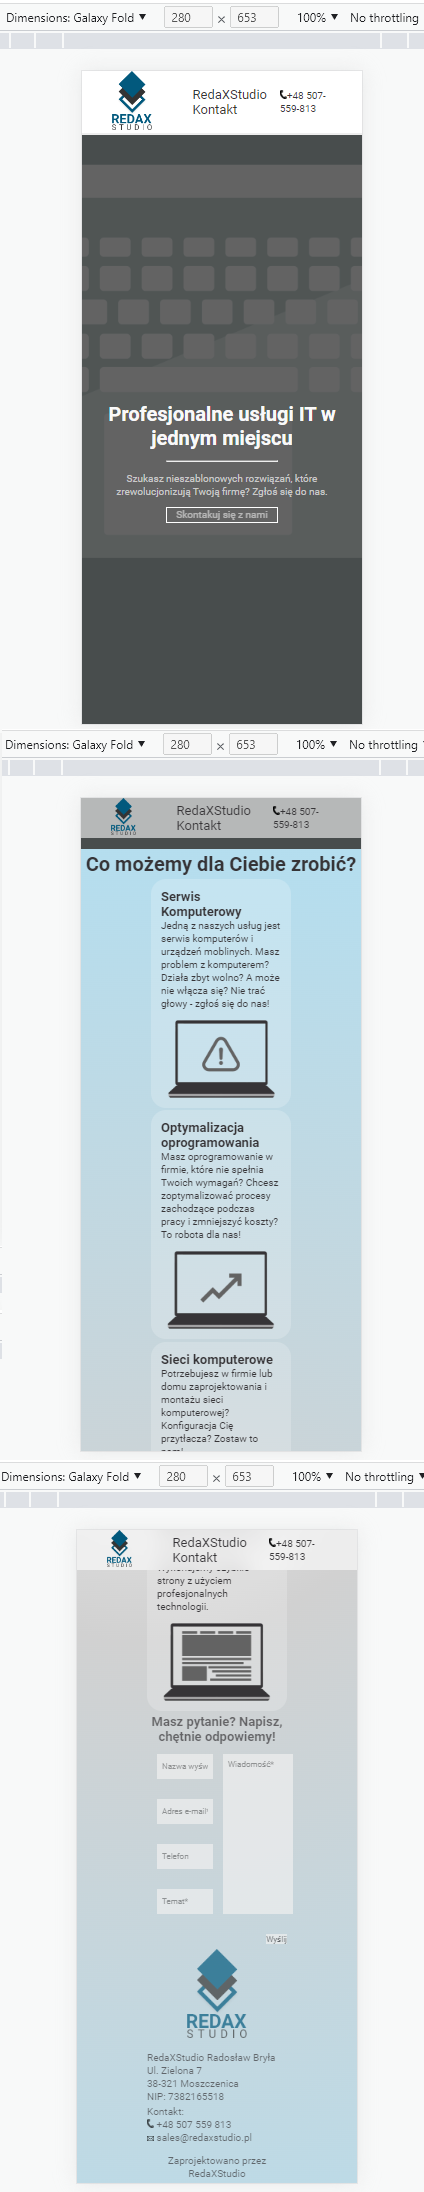 Dimensions: Galaxy Fold ▼ 280 × 653 100% ▼ No throttling
REDAX
STUDIO
RedaXStudio
Kontakt
+48 507-
559-813
Profesjonalne usługi IT w
jednym miejscu
Szukasz nieszablonowych rozwiązań, które
zrewolucjonizują Twoją firmę? Zgłoś się do nas.
Skontakuj się z nami
Dimensions: Galaxy Fold ▼ 280 × 653 100% ▼ No throttling
REDAX
STUDIO
RedaXStudio
Kontakt
+48 507-
559-813
Co możemy dla Ciebie zrobić?
Serwis
Komputerowy
Jedną z naszych usług jest
serwis komputerów i
urządzeń moblinych. Masz
problem z komputerem?
Działa zbyt wolno? A może
nie włącza się? Nie trać
głowy - zgłoś się do nas!
Optymalizacja
oprogramowania
Masz oprogramowanie w
firmie, które nie spełnia
Twoich wymagań? Chcesz
zoptymalizować procesy
zachodzące podczas
pracy i zmniejszyć koszty?
To robota dla nas!
Sieci komputerowe
Potrzebujesz w firmie lub
domu zaprojektowania i
montażu sieci
komputerowej?
Konfiguracja Cię
przytłacza? Zostaw to
Dimensions: Galaxy Fold ▼ 280 × 653 100% ▼ No throttling
REDAX
STUDIO
RedaXStudio
Kontakt
+48 507-
559-813
strony z użyciem
profesjonalnych
technologii.
Masz pytanie? Napisz,
chętnie odpowiemy!
Nazwa wyśw
Wiadomość*
Adres e-mail*
Telefon
Temat*
Wyślij
REDAX
STUDIO
RedaXStudio Radosław Bryła
Ul. Zielona 7
38-321 Moszczenica
NIP: 7382165518
Kontakt:
+48 507 559 813
sales@redaxstudio.pl
Zaprojektowano przez
RedaXStudio